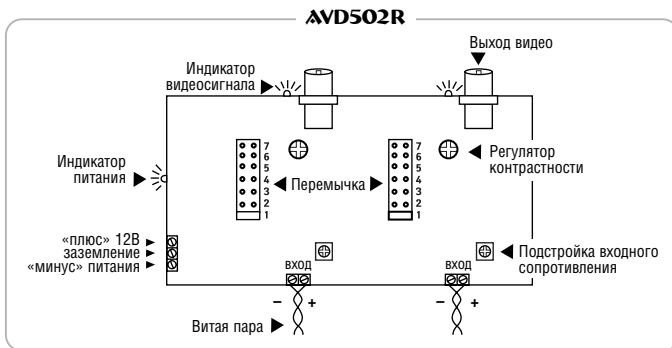 AVD502R
Индикатор
видеосигнала
Выход видео
Индикатор
питания
7
6
5
4
3
2
1
Перемычка
7
6
5
4
3
2
1
Регулятор
контрастности
«плюс» 12В
заземление
«минус» питания
ВХОД
ВХОД
Подстройка входного
сопротивления
– +
– +
Витая пара